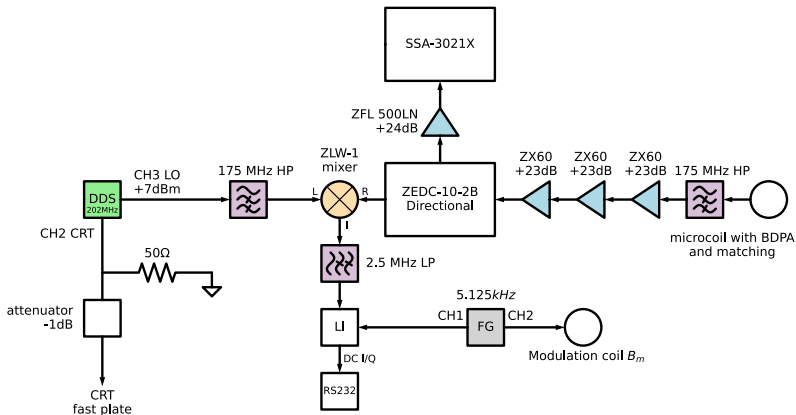 SSA-3021X
ZFL 500LN
+24dB
ZLW-1
mixer
CH3 LO
+7dBm
175 MHz HP
ZX60
+23dB
ZX60
+23dB
ZX60
+23dB
175 MHz HP
DDS
202MHz
L
R
I
ZEDC-10-2B
Directional
CH2 CRT
microcoil with BDPA
and matching
50Ω
2.5 MHz LP
attenuator
-1dB
5.125kHz
LI
CH1
FG
CH2
DC I/Q
Modulation coil Bm
RS232
CRT
fast plate